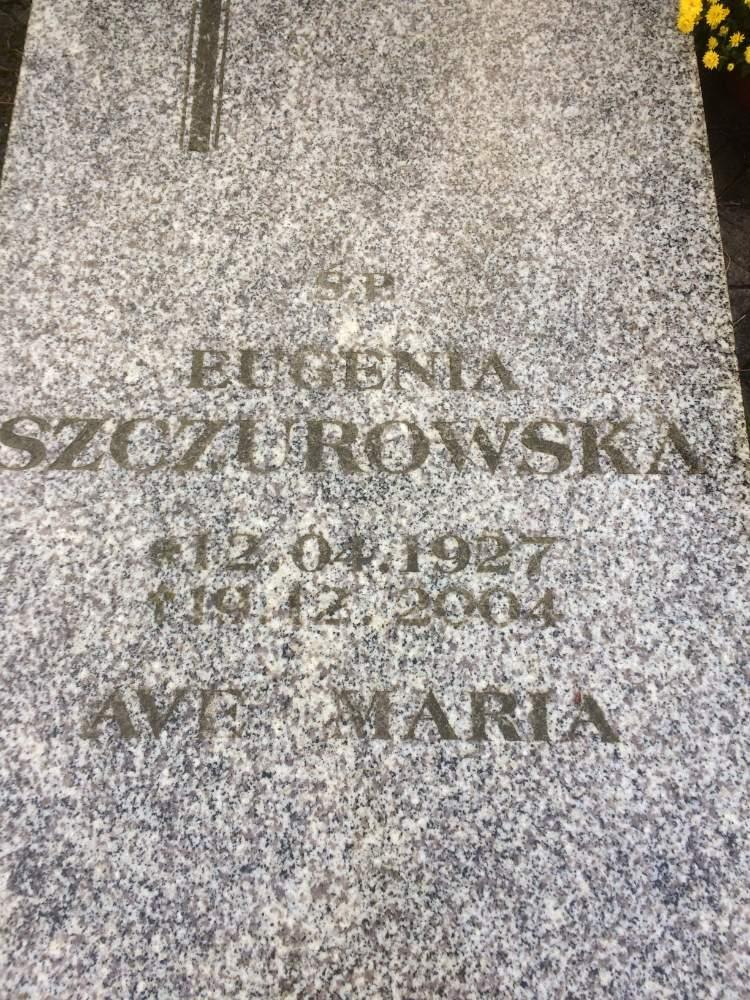 Ś.P.
EUGENIA
SZCZUROWSKA
* 12.04.1927
† 19.12.2004
AVE MARIA